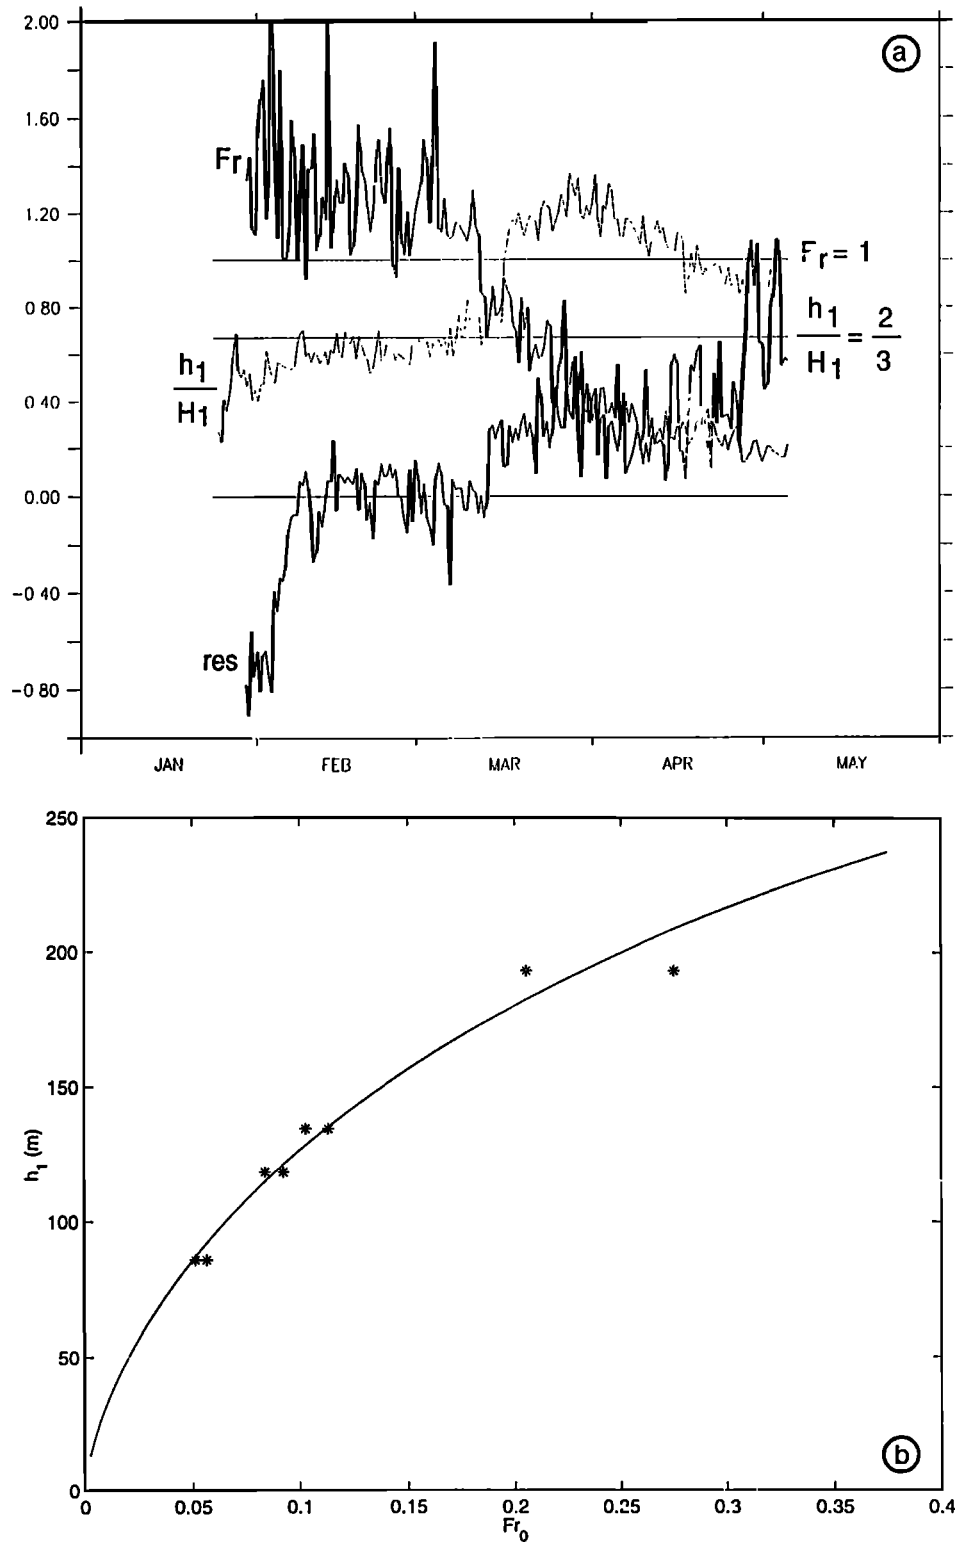 2.00
1.60
1.20
0.80
0 40
0.00
-0 40
-0 80
a
Fr
Fr = 1
h1/H1 = 2/3
h1/H1
res
JAN FEB MAR APR MAY
250
200
150
100
50
0
h1 (m)
b
0 0.05 0.1 0.15 0.2 0.25 0.3 0.35 0.4
Fr0